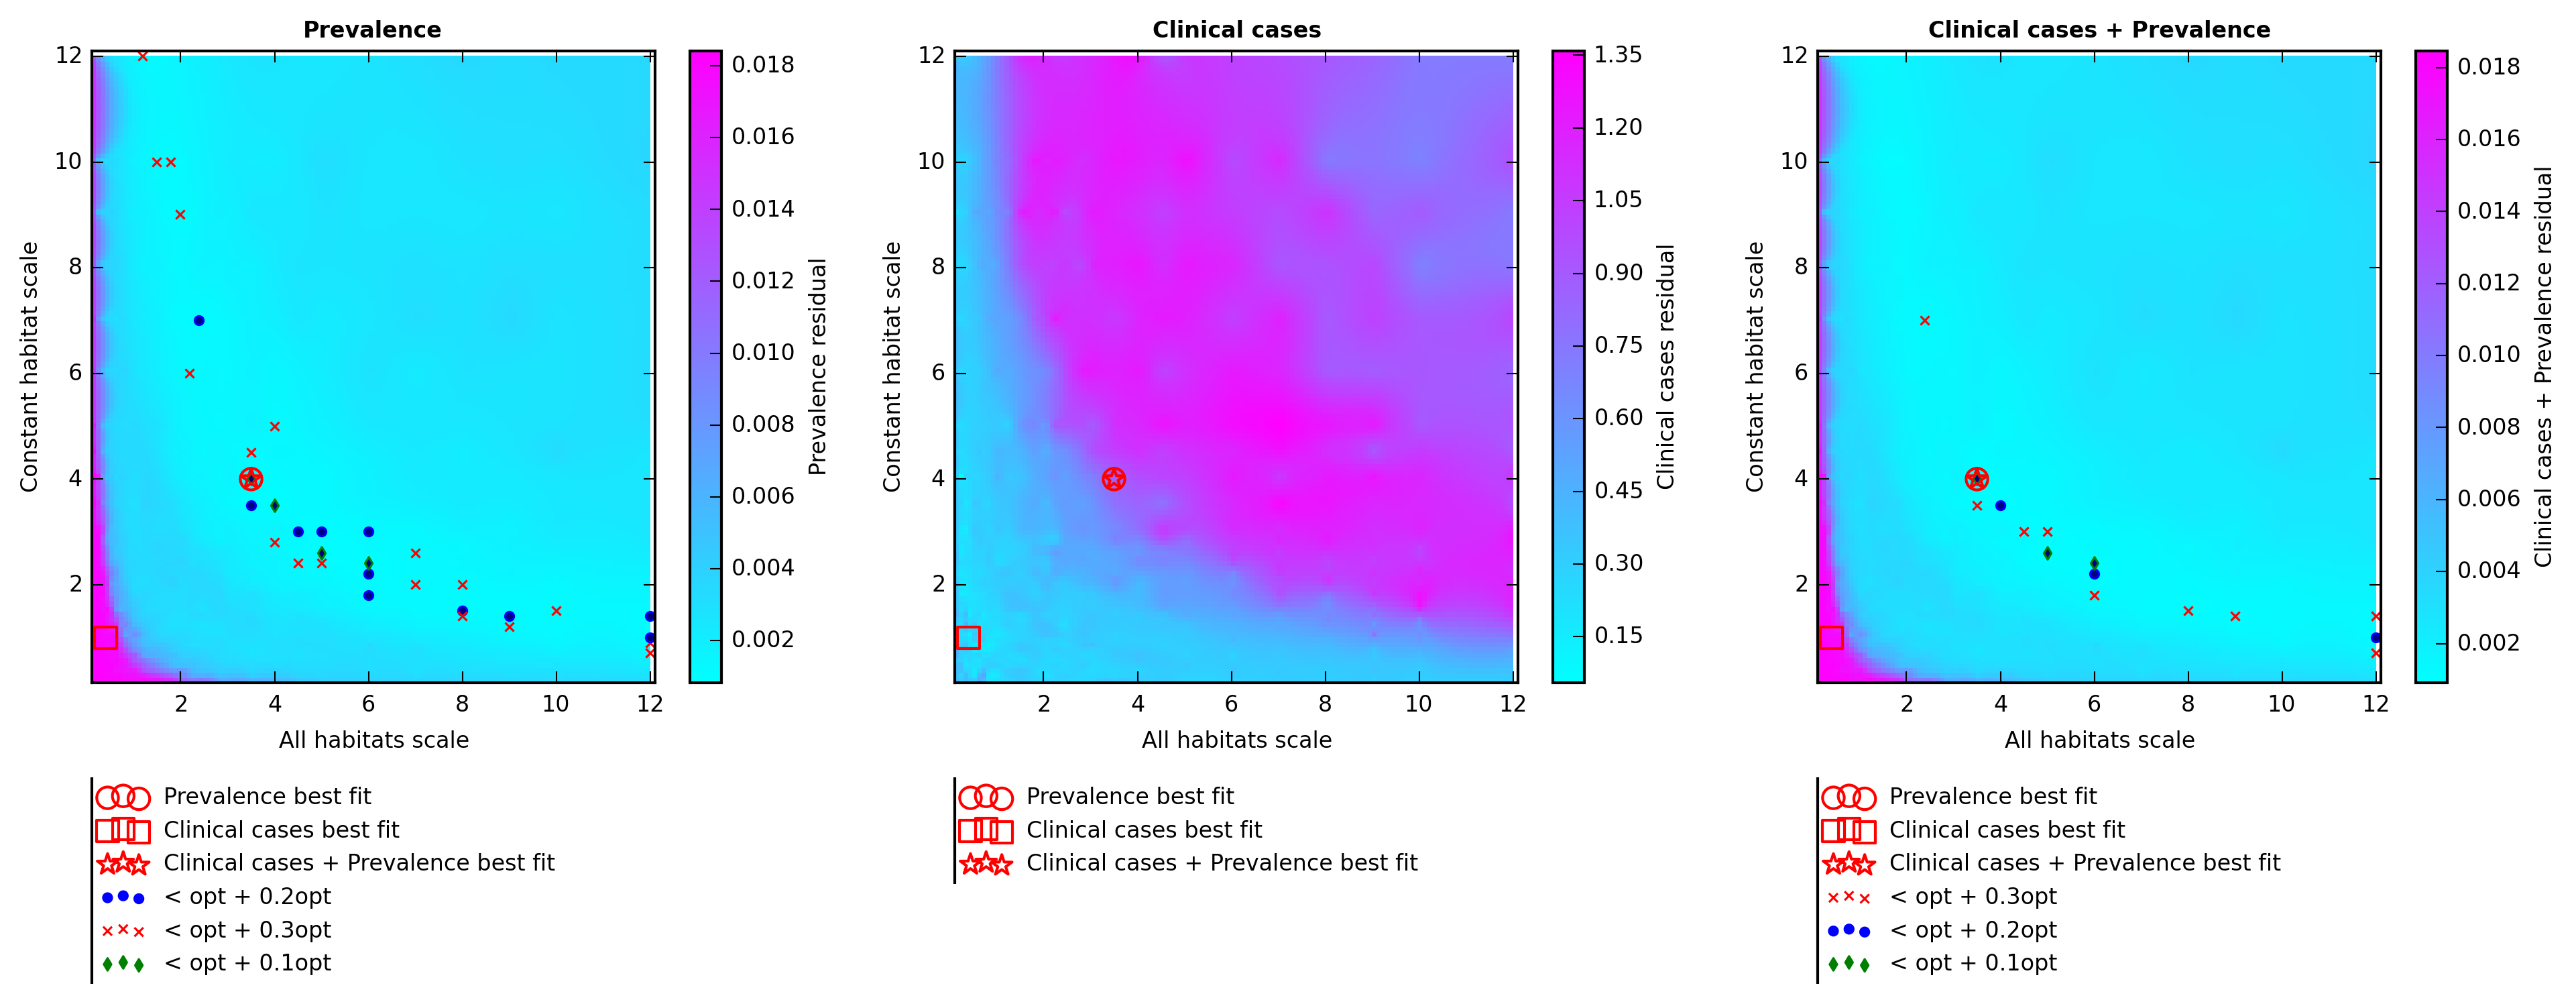 Prevalence
12
10
8
6
4
2
Constant habitat scale
2 4 6 8 10 12
All habitats scale
0.018
0.016
0.014
0.012
0.010
0.008
0.006
0.004
0.002
Prevalence residual
Prevalence best fit
Clinical cases best fit
Clinical cases + Prevalence best fit
< opt + 0.2opt
< opt + 0.3opt
< opt + 0.1opt
Clinical cases
12
10
8
6
4
2
Constant habitat scale
2 4 6 8 10 12
All habitats scale
1.35
1.20
1.05
0.90
0.75
0.60
0.45
0.30
0.15
Clinical cases residual
Prevalence best fit
Clinical cases best fit
Clinical cases + Prevalence best fit
Clinical cases + Prevalence
12
10
8
6
4
2
Constant habitat scale
2 4 6 8 10 12
All habitats scale
0.018
0.016
0.014
0.012
0.010
0.008
0.006
0.004
0.002
Clinical cases + Prevalence residual
Prevalence best fit
Clinical cases best fit
Clinical cases + Prevalence best fit
< opt + 0.3opt
< opt + 0.2opt
< opt + 0.1opt